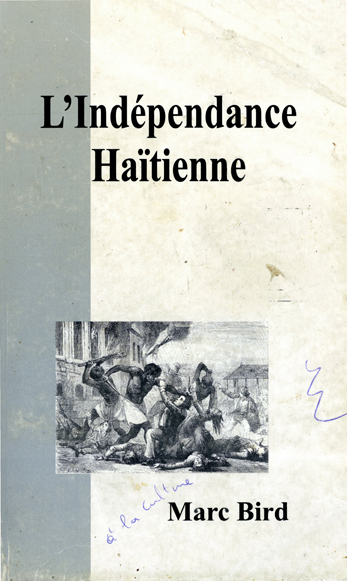 L'Indépendance
Haïtienne
à la culture
Marc Bird